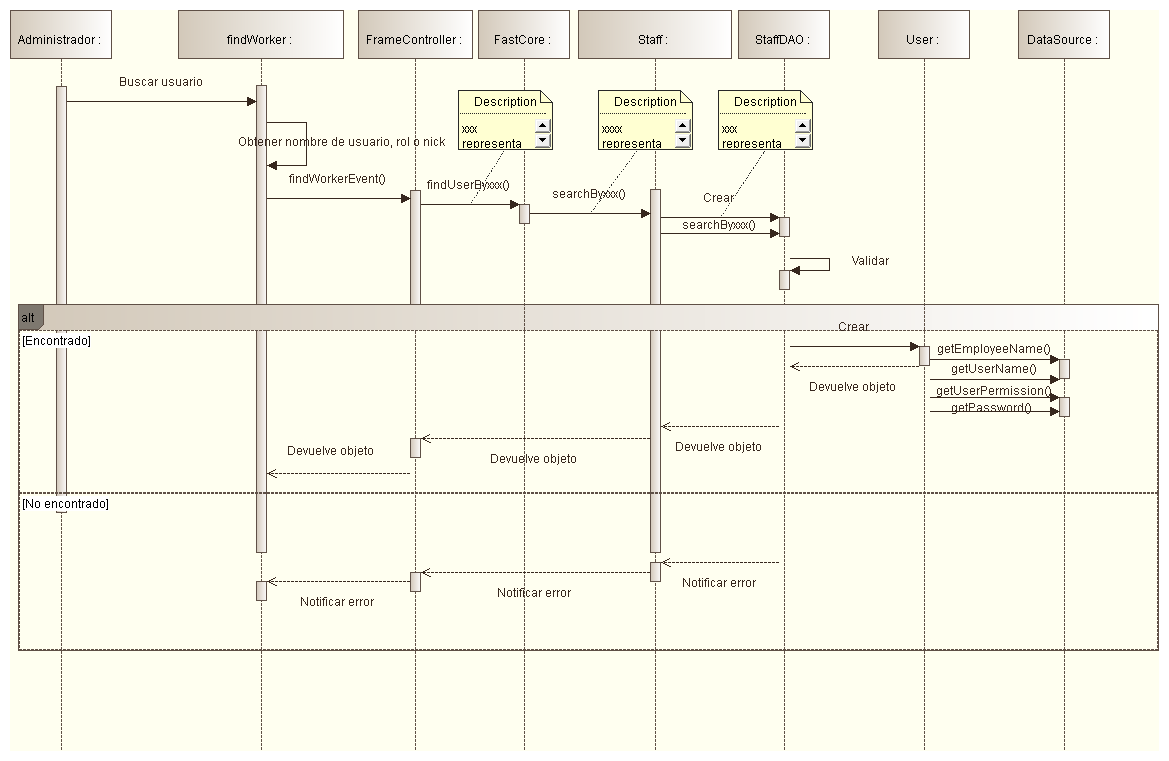 Administrador :
findWorker :
FrameController :
FastCore :
Staff :
StaffDAO :
User :
DataSource :
Buscar usuario
Description
xxx
representa
Description
xxxx
representa
Description
xxx
representa
Obtener nombre de usuario, rol o nick
findWorkerEvent()
findUserByxxx()
searchByxxx()
Crear
searchByxxx()
Validar
alt
[Encontrado]
Crear
getEmployeeName()
getUserName()
Devuelve objeto
getUserPermission()
getPassword()
Devuelve objeto
Devuelve objeto
Devuelve objeto
[No encontrado]
Notificar error
Notificar error
Notificar error